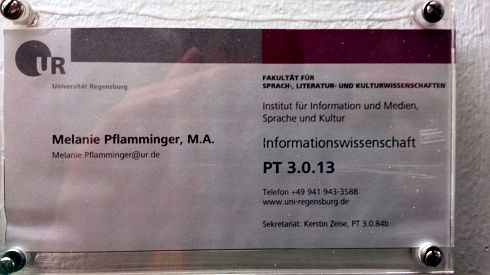 UR
Universität Regensburg
Melanie Pflamminger, M.A.
Melanie.Pflamminger@ur.de
FAKULTÄT FÜR
SPRACH-, LITERATUR- UND KULTURWISSENSCHAFTEN
Institut für Information und Medien,
Sprache und Kultur
Informationswissenschaft
PT 3.0.13
Telefon +49 941 943-3588
www.uni-regensburg.de
Sekretariat: Kerstin Zeise, PT 3.0.84b